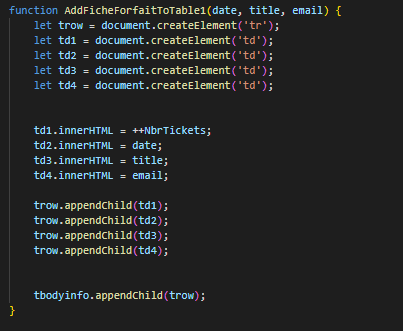 function AddFicheForfaitToTable1(date, title, email) {
let trow = document.createElement('tr');
let td1 = document.createElement('td');
let td2 = document.createElement('td');
let td3 = document.createElement('td');
let td4 = document.createElement('td');
td1.innerHTML = ++NbrTickets;
td2.innerHTML = date;
td3.innerHTML = title;
td4.innerHTML = email;
trow.appendChild(td1);
trow.appendChild(td2);
trow.appendChild(td3);
trow.appendChild(td4);
tbodyinfo.appendChild(trow);
}